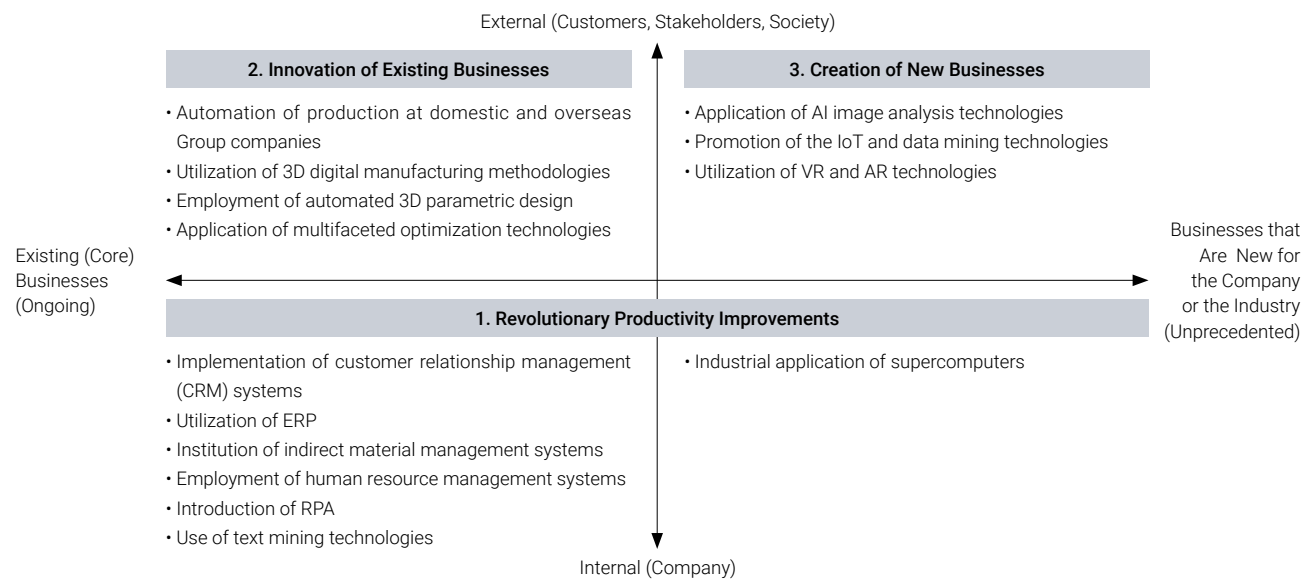 External (Customers, Stakeholders, Society)
2. Innovation of Existing Businesses
• Automation of production at domestic and overseas
Group companies
• Utilization of 3D digital manufacturing methodologies
• Employment of automated 3D parametric design
• Application of multifaceted optimization technologies
3. Creation of New Businesses
• Application of AI image analysis technologies
• Promotion of the IoT and data mining technologies
• Utilization of VR and AR technologies
Existing (Core)
Businesses
(Ongoing)
Businesses that
Are New for
the Company
or the Industry
(Unprecedented)
1. Revolutionary Productivity Improvements
• Implementation of customer relationship management
(CRM) systems
• Utilization of ERP
• Institution of indirect material management systems
• Employment of human resource management systems
• Introduction of RPA
• Use of text mining technologies
• Industrial application of supercomputers
Internal (Company)